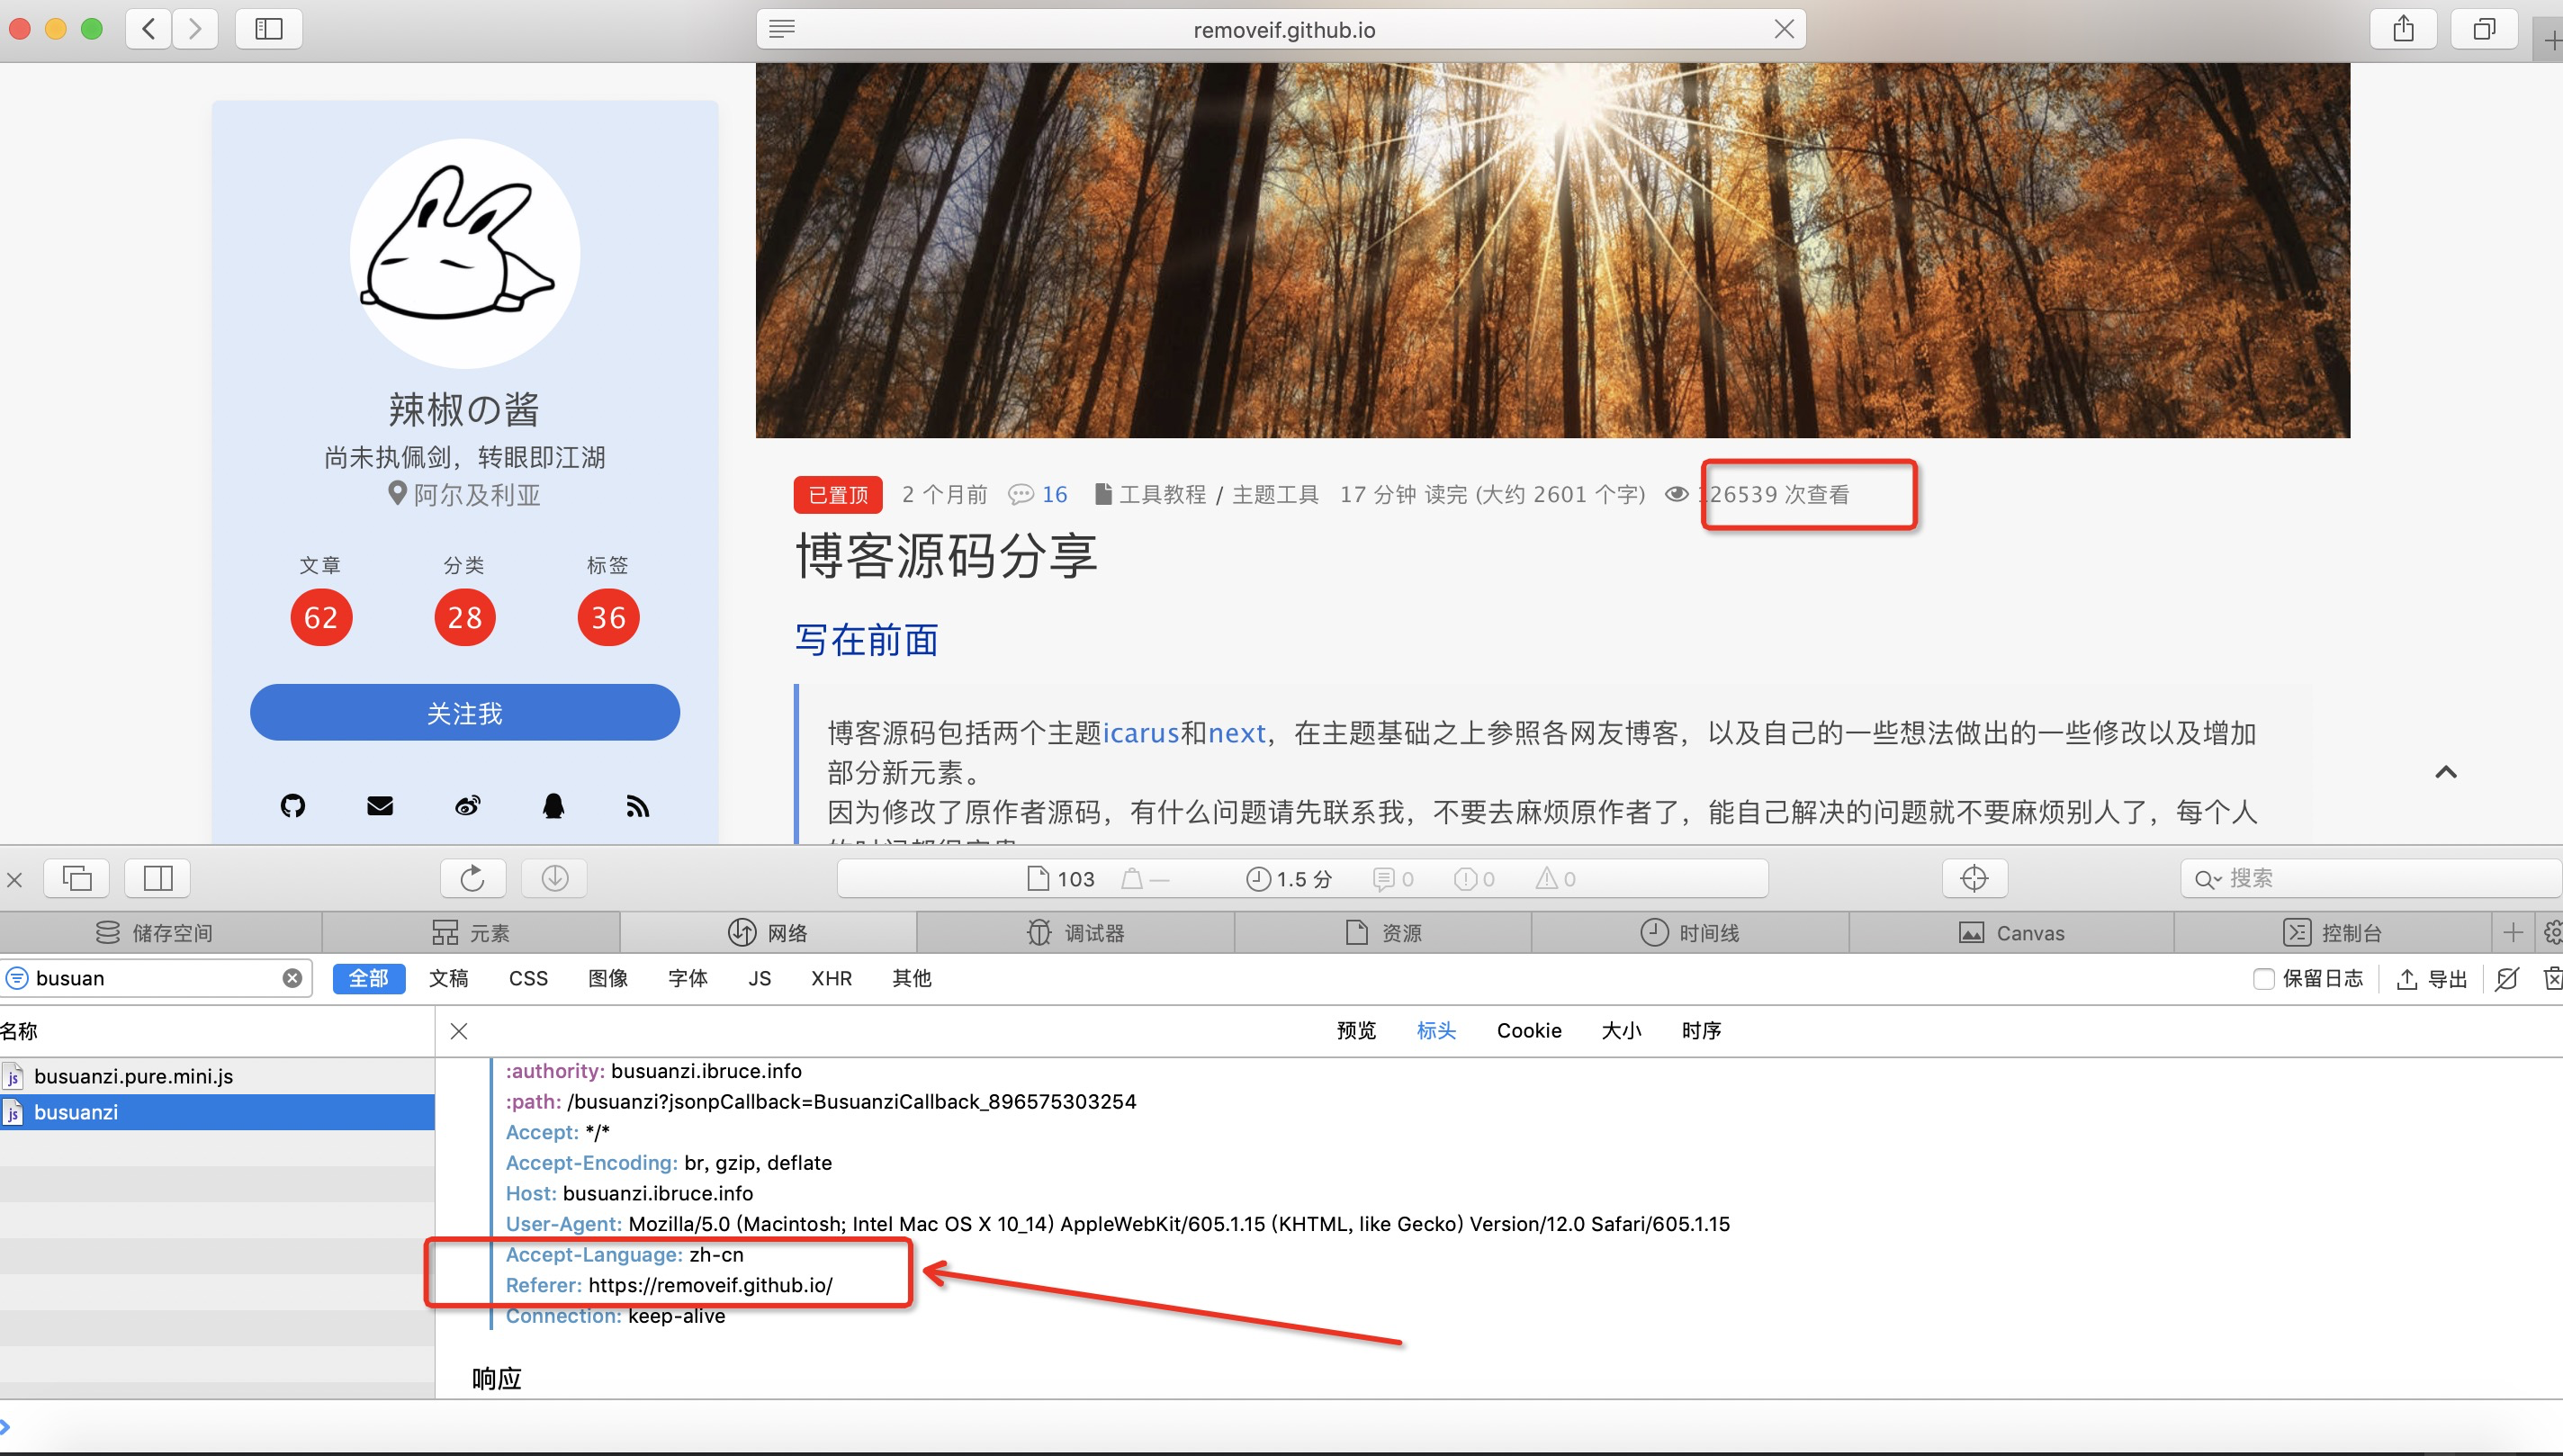 removeif.github.io
辣椒の酱
尚未执佩剑，转眼即江湖
阿尔及利亚
文章 分类 标签
62 28 36
关注我
已置顶 2 个月前 16 工具教程 / 主题工具 17 分钟 读完 (大约 2601 个字) 126539 次查看
博客源码分享
写在前面
博客源码包括两个主题icarus和next，在主题基础之上参照各网友博客，以及自己的一些想法做出的一些修改以及增加
部分新元素。
因为修改了原作者源码，有什么问题请先联系我，不要去麻烦原作者了，能自己解决的问题就不要麻烦别人了，每个人
103 — 1.5 分 0 0 0 搜索
储存空间 元素 网络 调试器 资源 时间线 Canvas 控制台
busuan 全部 文稿 CSS 图像 字体 JS XHR 其他 保留日志 导出
名称 预览 标头 Cookie 大小 时序
busuanzi.pure.mini.js
busuanzi
:authority: busuanzi.ibruce.info
:path: /busuanzi?jsonpCallback=BusuanziCallback_896575303254
Accept: */*
Accept-Encoding: br, gzip, deflate
Host: busuanzi.ibruce.info
User-Agent: Mozilla/5.0 (Macintosh; Intel Mac OS X 10_14) AppleWebKit/605.1.15 (KHTML, like Gecko) Version/12.0 Safari/605.1.15
Accept-Language: zh-cn
Referer: https://removeif.github.io/
Connection: keep-alive
响应